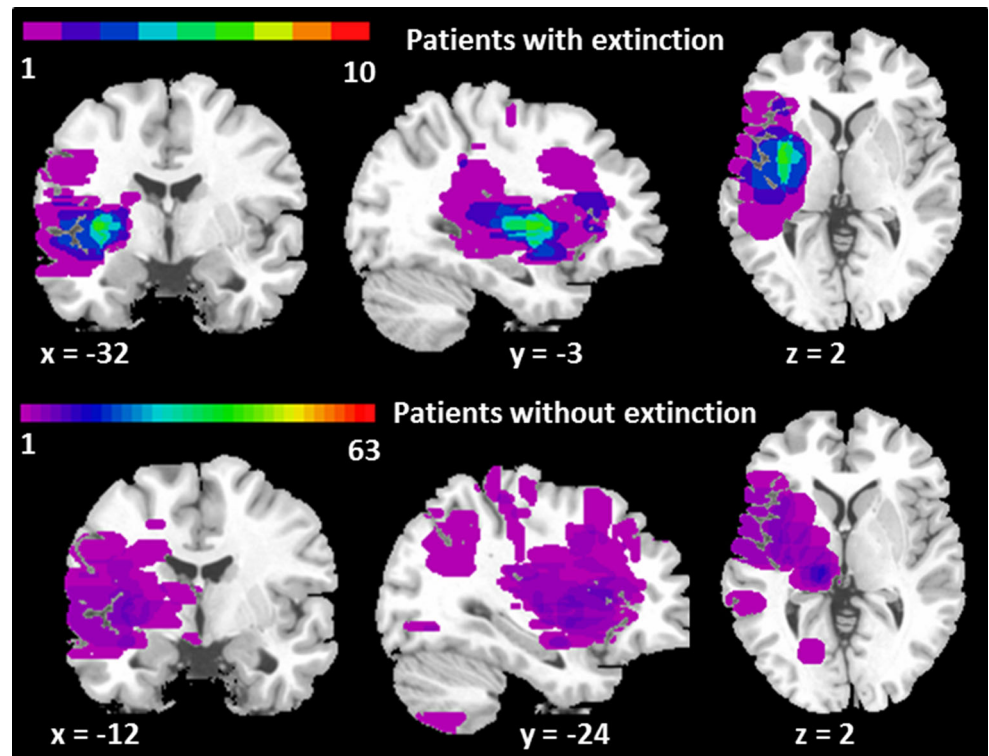 Patients with extinction
1 10
x = -32 y = -3 z = 2
Patients without extinction
1 63
x = -12 y = -24 z = 2